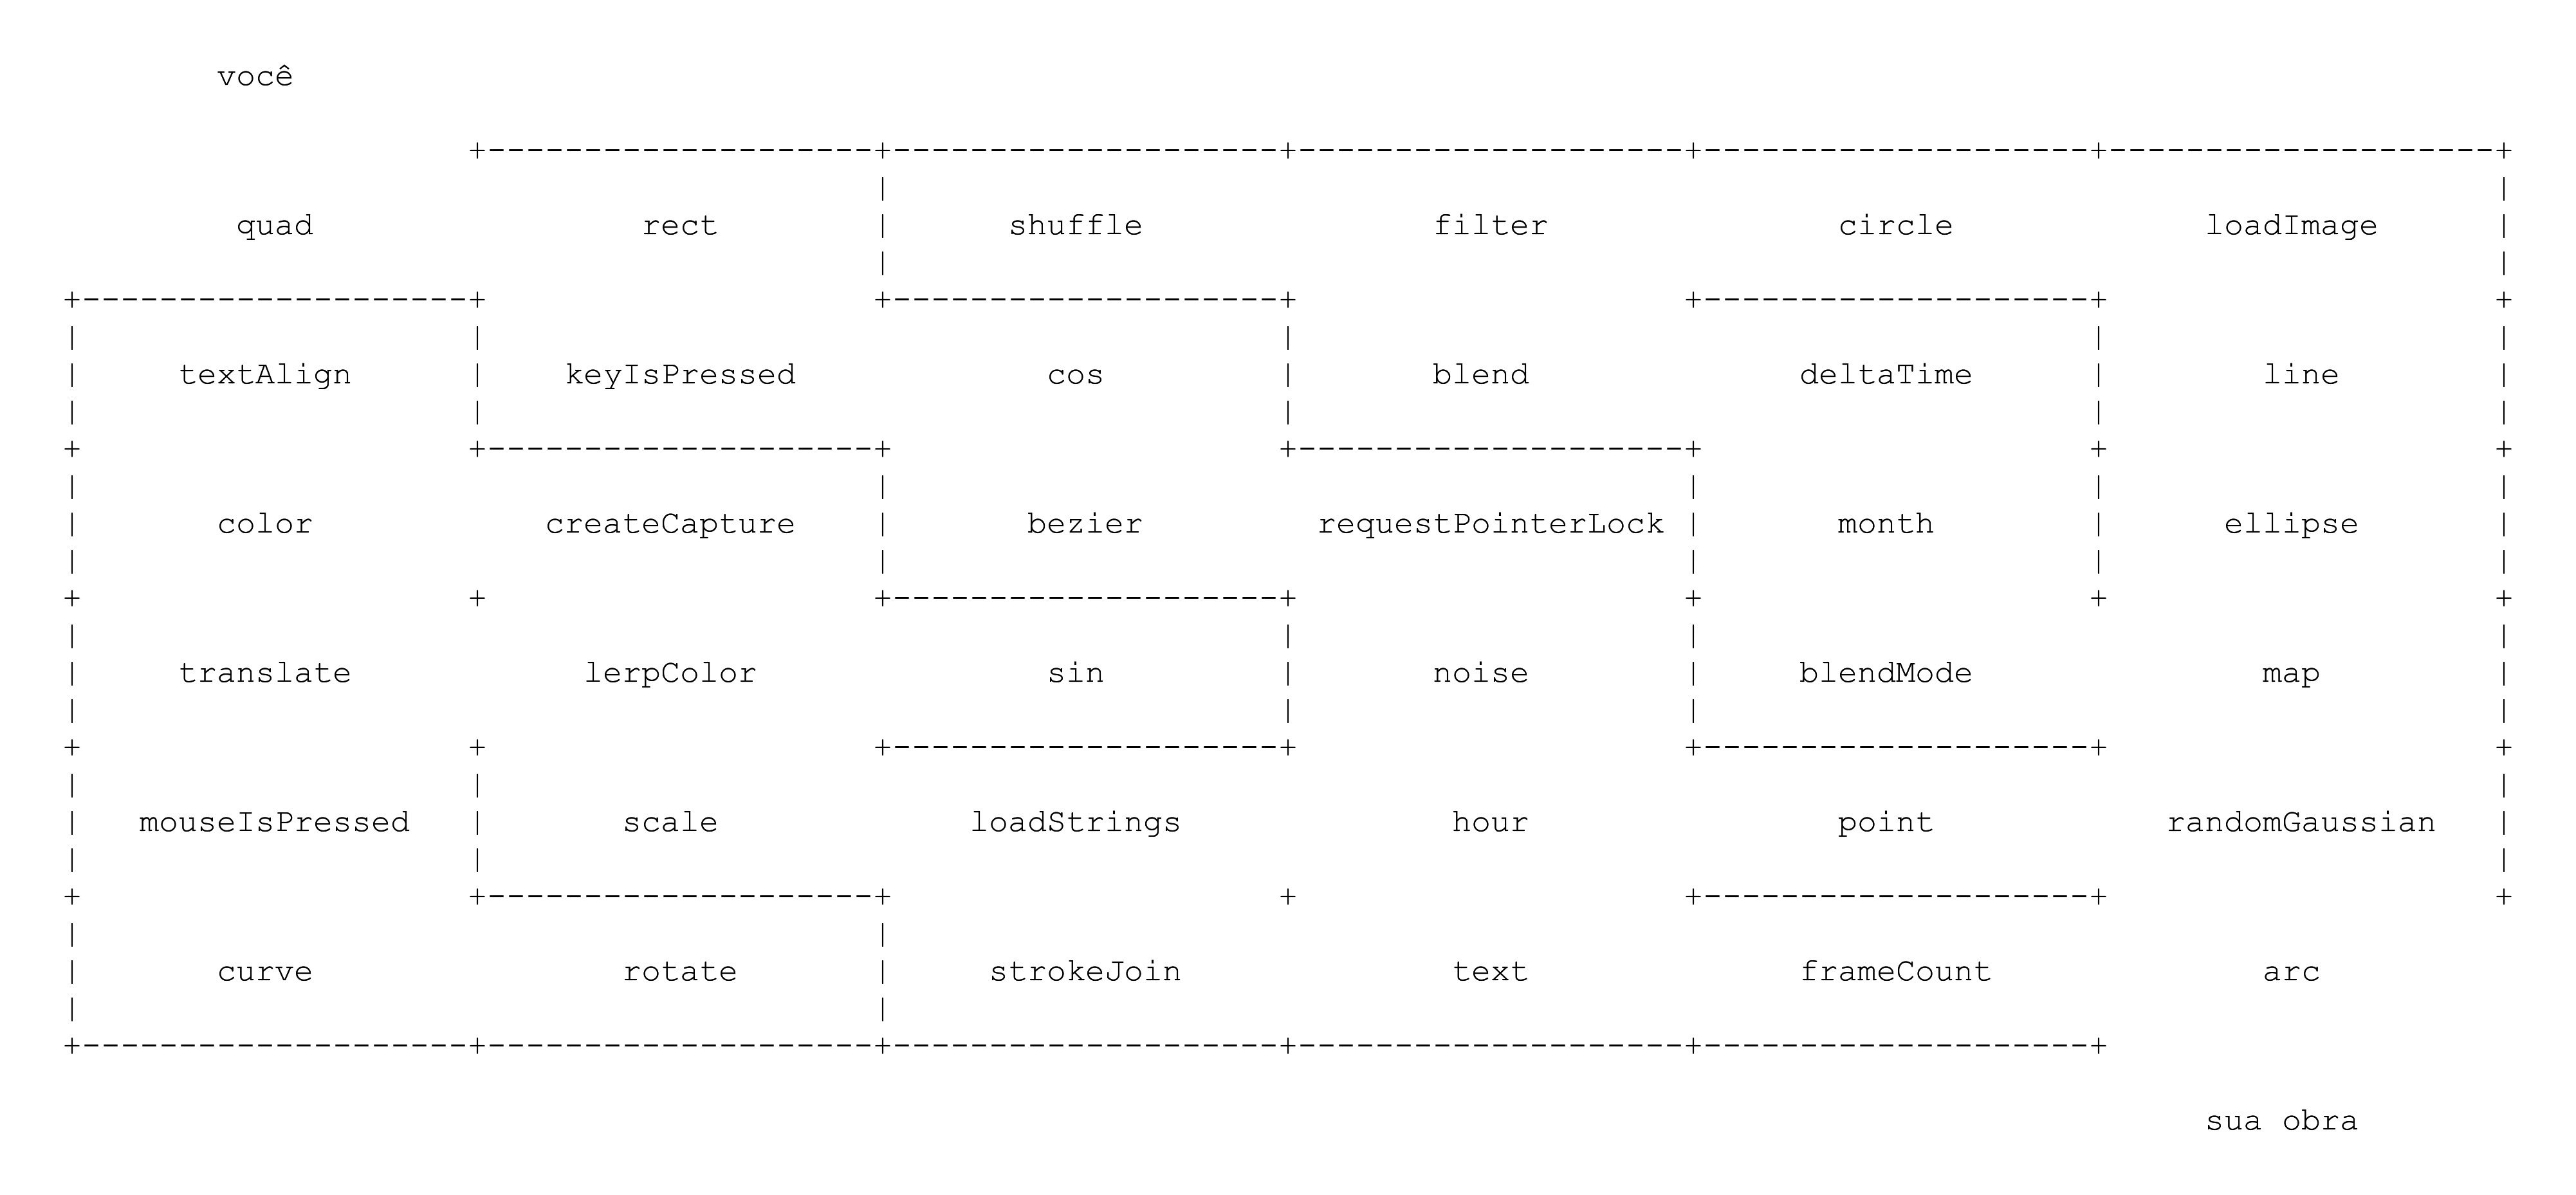 você
quad rect shuffle filter circle loadImage
textAlign keyIsPressed cos blend deltaTime line
color createCapture bezier requestPointerLock month ellipse
translate lerpColor sin noise blendMode map
mouseIsPressed scale loadStrings hour point randomGaussian
curve rotate strokeJoin text frameCount arc
sua obra